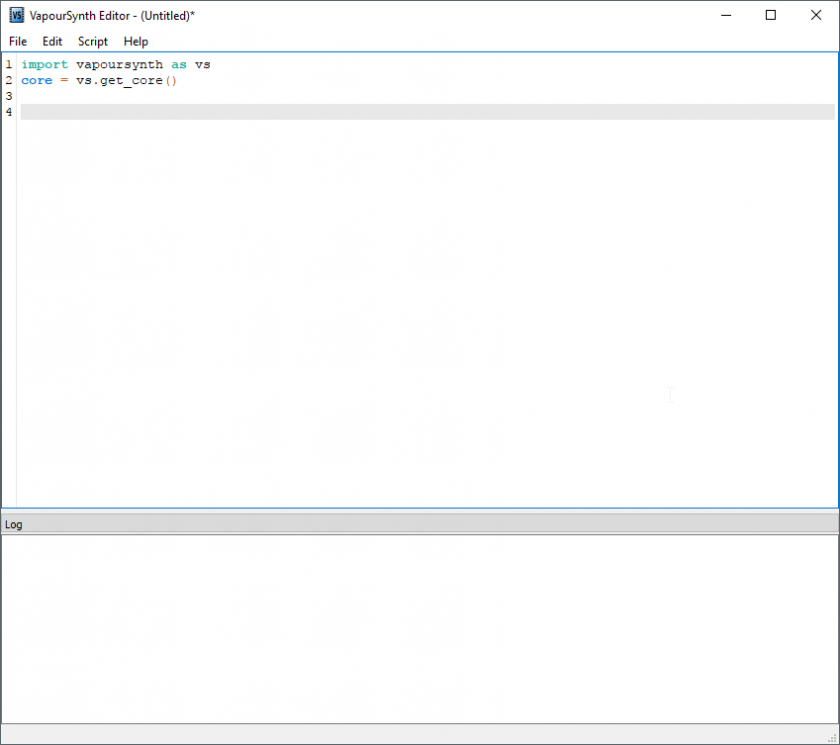 VS VapourSynth Editor - (Untitled)*
File Edit Script Help
1 import vapoursynth as vs
2 core = vs.get_core()
3
4
Log